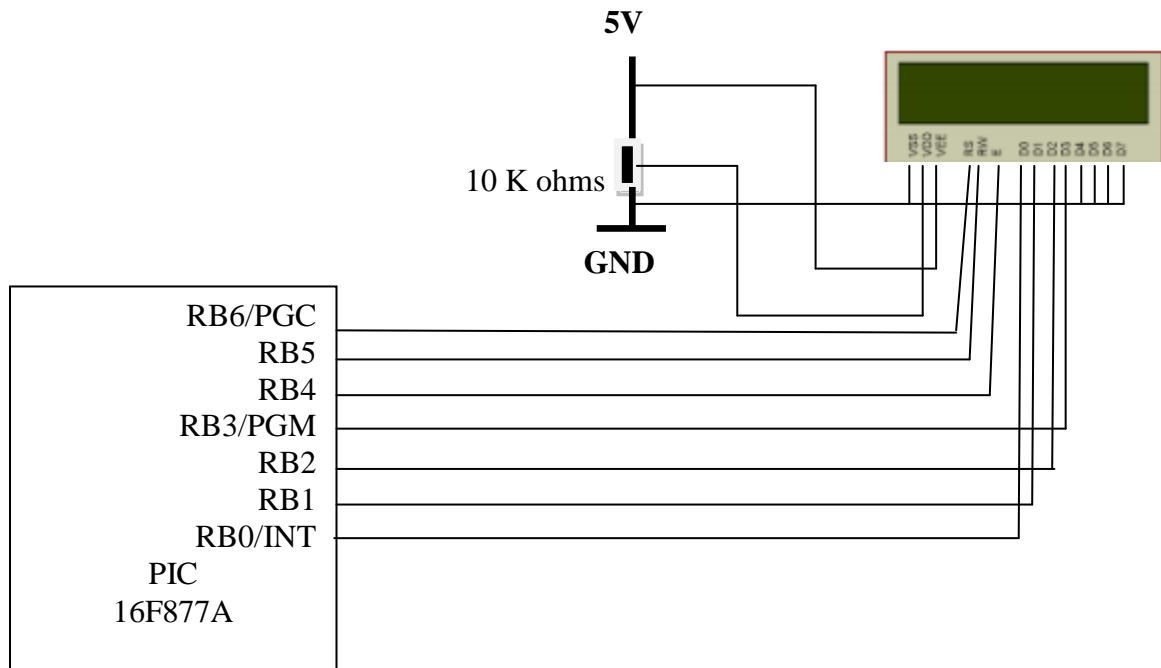 5V
VSS
VDD
VEE
RS
RW
E
D0
D1
D2
D3
D4
D5
D6
D7
10 K ohms
GND
RB6/PGC
RB5
RB4
RB3/PGM
RB2
RB1
RB0/INT
PIC
16F877A